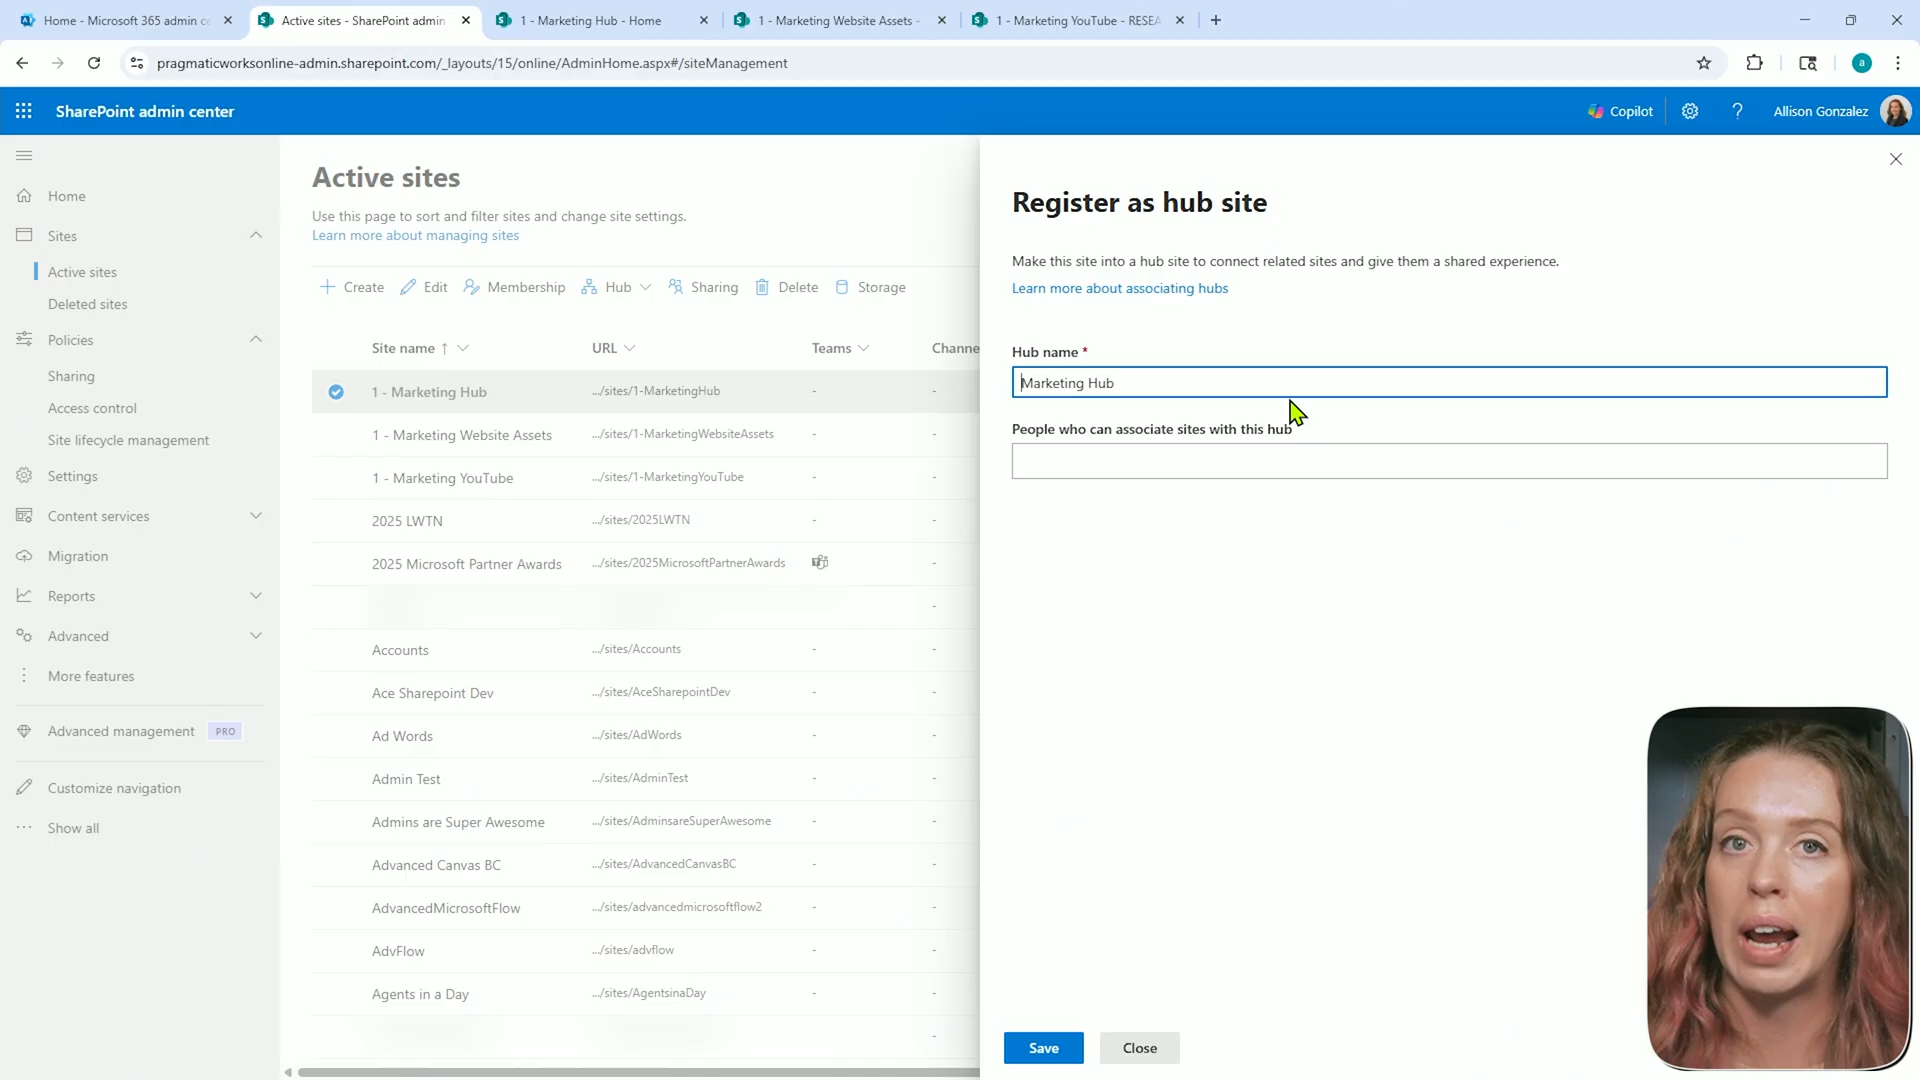 Home - Microsoft 365 admin ce
Active sites - SharePoint admin
1 - Marketing Hub - Home
1 - Marketing Website Assets -
1 - Marketing YouTube - RESEA
pragmaticworksonline-admin.sharepoint.com/_layouts/15/online/AdminHome.aspx#/siteManagement
a
SharePoint admin center
Copilot
Allison Gonzalez
Home
Sites
Active sites
Deleted sites
Policies
Sharing
Access control
Site lifecycle management
Settings
Content services
Migration
Reports
Advanced
More features
Advanced management PRO
Customize navigation
Show all
Active sites
Use this page to sort and filter sites and change site settings.
Learn more about managing sites
Create Edit Membership Hub Sharing Delete Storage
Site name ↑ URL Teams Channe
1 - Marketing Hub .../sites/1-MarketingHub - -
1 - Marketing Website Assets .../sites/1-MarketingWebsiteAssets - -
1 - Marketing YouTube .../sites/1-MarketingYouTube - -
2025 LWTN .../sites/2025LWTN - -
2025 Microsoft Partner Awards .../sites/2025MicrosoftPartnerAwards -
-
Accounts .../sites/Accounts - -
Ace Sharepoint Dev .../sites/AceSharepointDev - -
Ad Words .../sites/AdWords - -
Admin Test .../sites/AdminTest - -
Admins are Super Awesome .../sites/AdminsareSuperAwesome - -
Advanced Canvas BC .../sites/AdvancedCanvasBC - -
AdvancedMicrosoftFlow .../sites/advancedmicrosoftflow2 - -
AdvFlow .../sites/advflow - -
Agents in a Day .../sites/AgentsinaDay - -
-
Register as hub site
Make this site into a hub site to connect related sites and give them a shared experience.
Learn more about associating hubs
Hub name *
Marketing Hub
People who can associate sites with this hub
Save
Close